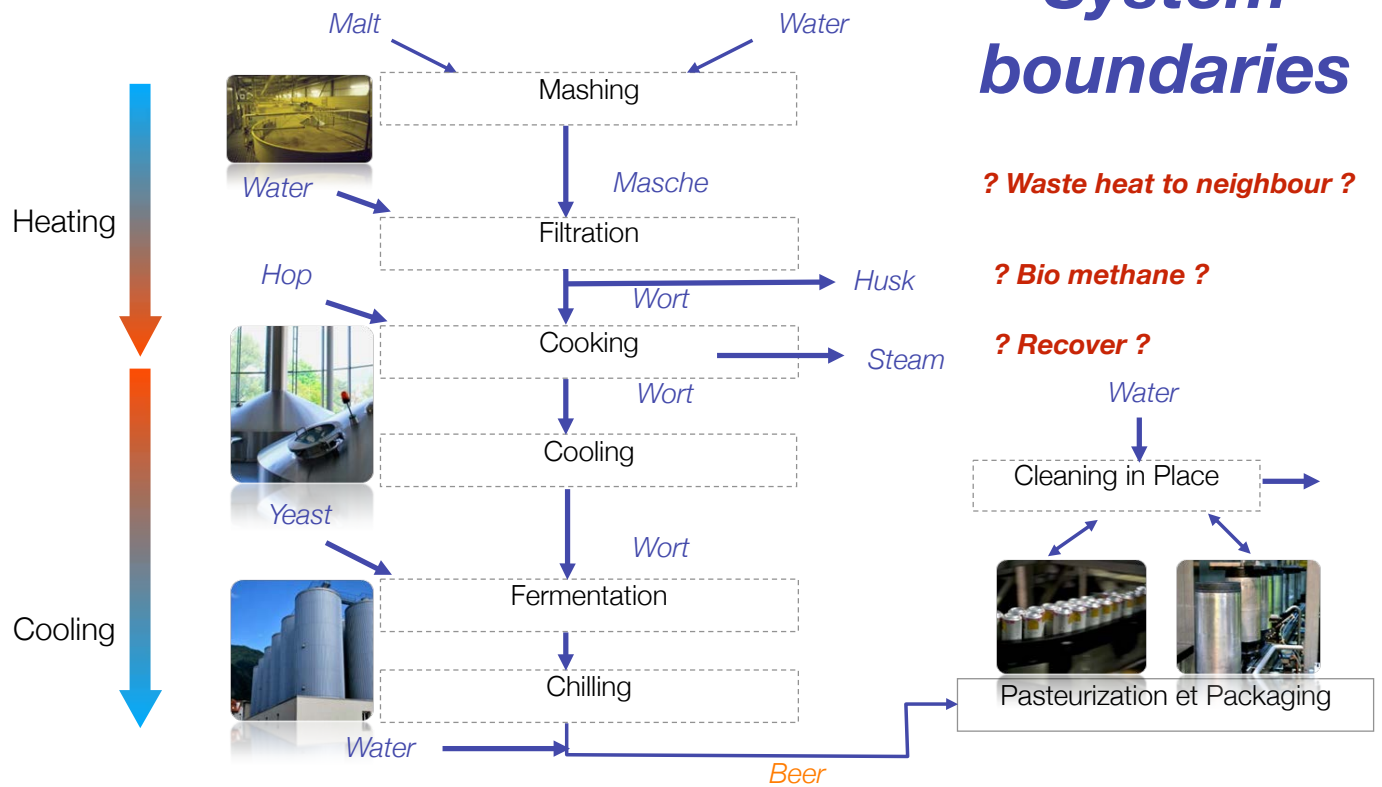 System
boundaries
Malt
Water
Mashing
Water
Masche
? Waste heat to neighbour ?
Heating
Filtration
Hop
Husk
? Bio methane ?
Wort
Cooking
Steam
? Recover ?
Wort
Water
Cooling
Cleaning in Place
Yeast
Wort
Fermentation
Cooling
Chilling
Pasteurization et Packaging
Water
Beer